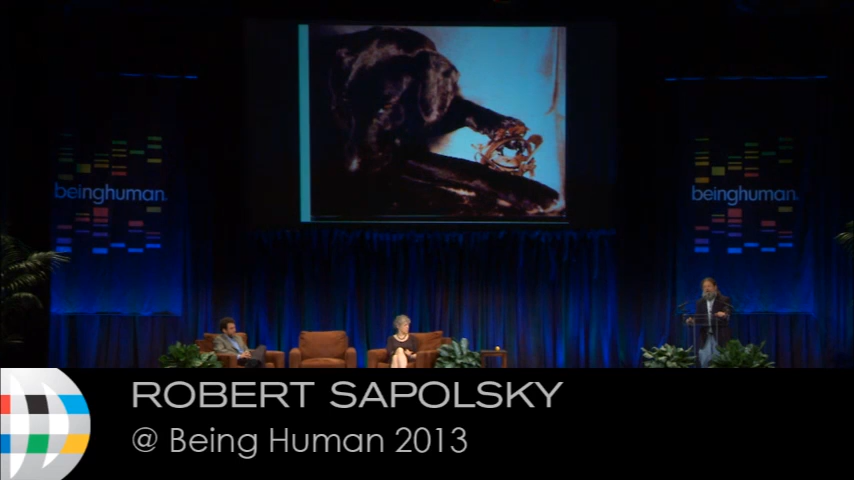 beinghuman
beinghuman
ROBERT SAPOLSKY
@ Being Human 2013